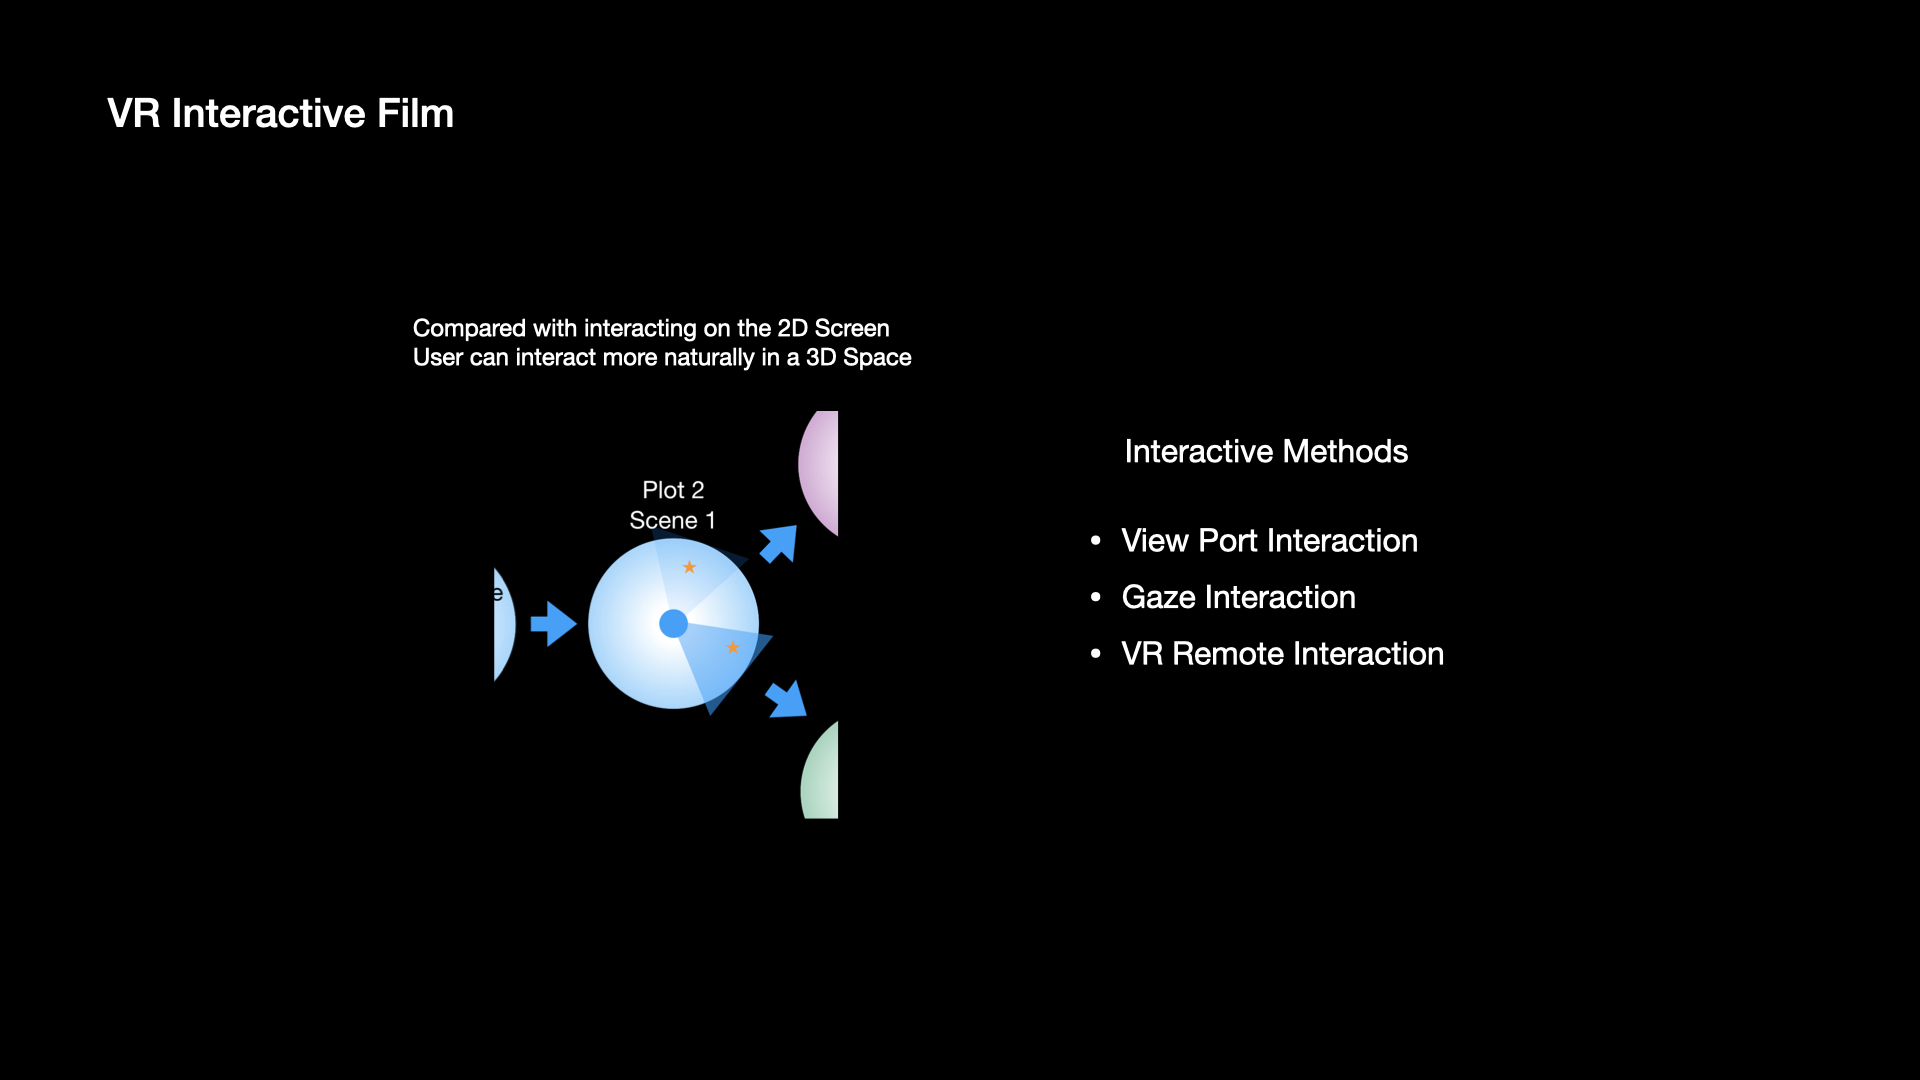 VR Interactive Film
Compared with interacting on the 2D Screen
User can interact more naturally in a 3D Space
Plot 2
Scene 1
e
Interactive Methods
• View Port Interaction
• Gaze Interaction
• VR Remote Interaction